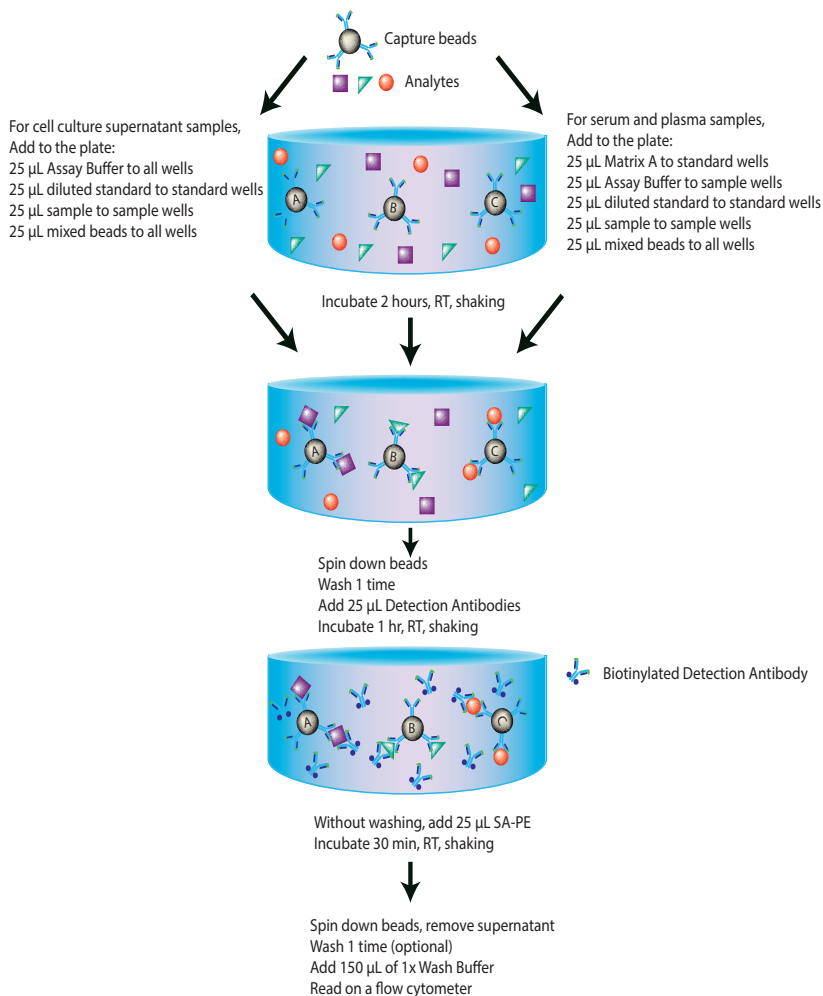 Capture beads
Analytes
For cell culture supernatant samples,
Add to the plate:
25 µL Assay Buffer to all wells
25 µL diluted standard to standard wells
25 µL sample to sample wells
25 µL mixed beads to all wells
For serum and plasma samples,
Add to the plate:
25 µL Matrix A to standard wells
25 µL Assay Buffer to sample wells
25 µL diluted standard to standard wells
25 µL sample to sample wells
25 µL mixed beads to all wells
A
B
C
Incubate 2 hours, RT, shaking
A
B
C
Spin down beads
Wash 1 time
Add 25 µL Detection Antibodies
Incubate 1 hr, RT, shaking
Biotinylated Detection Antibody
A
B
C
Without washing, add 25 µL SA-PE
Incubate 30 min, RT, shaking
Spin down beads, remove supernatant
Wash 1 time (optional)
Add 150 µL of 1x Wash Buffer
Read on a flow cytometer